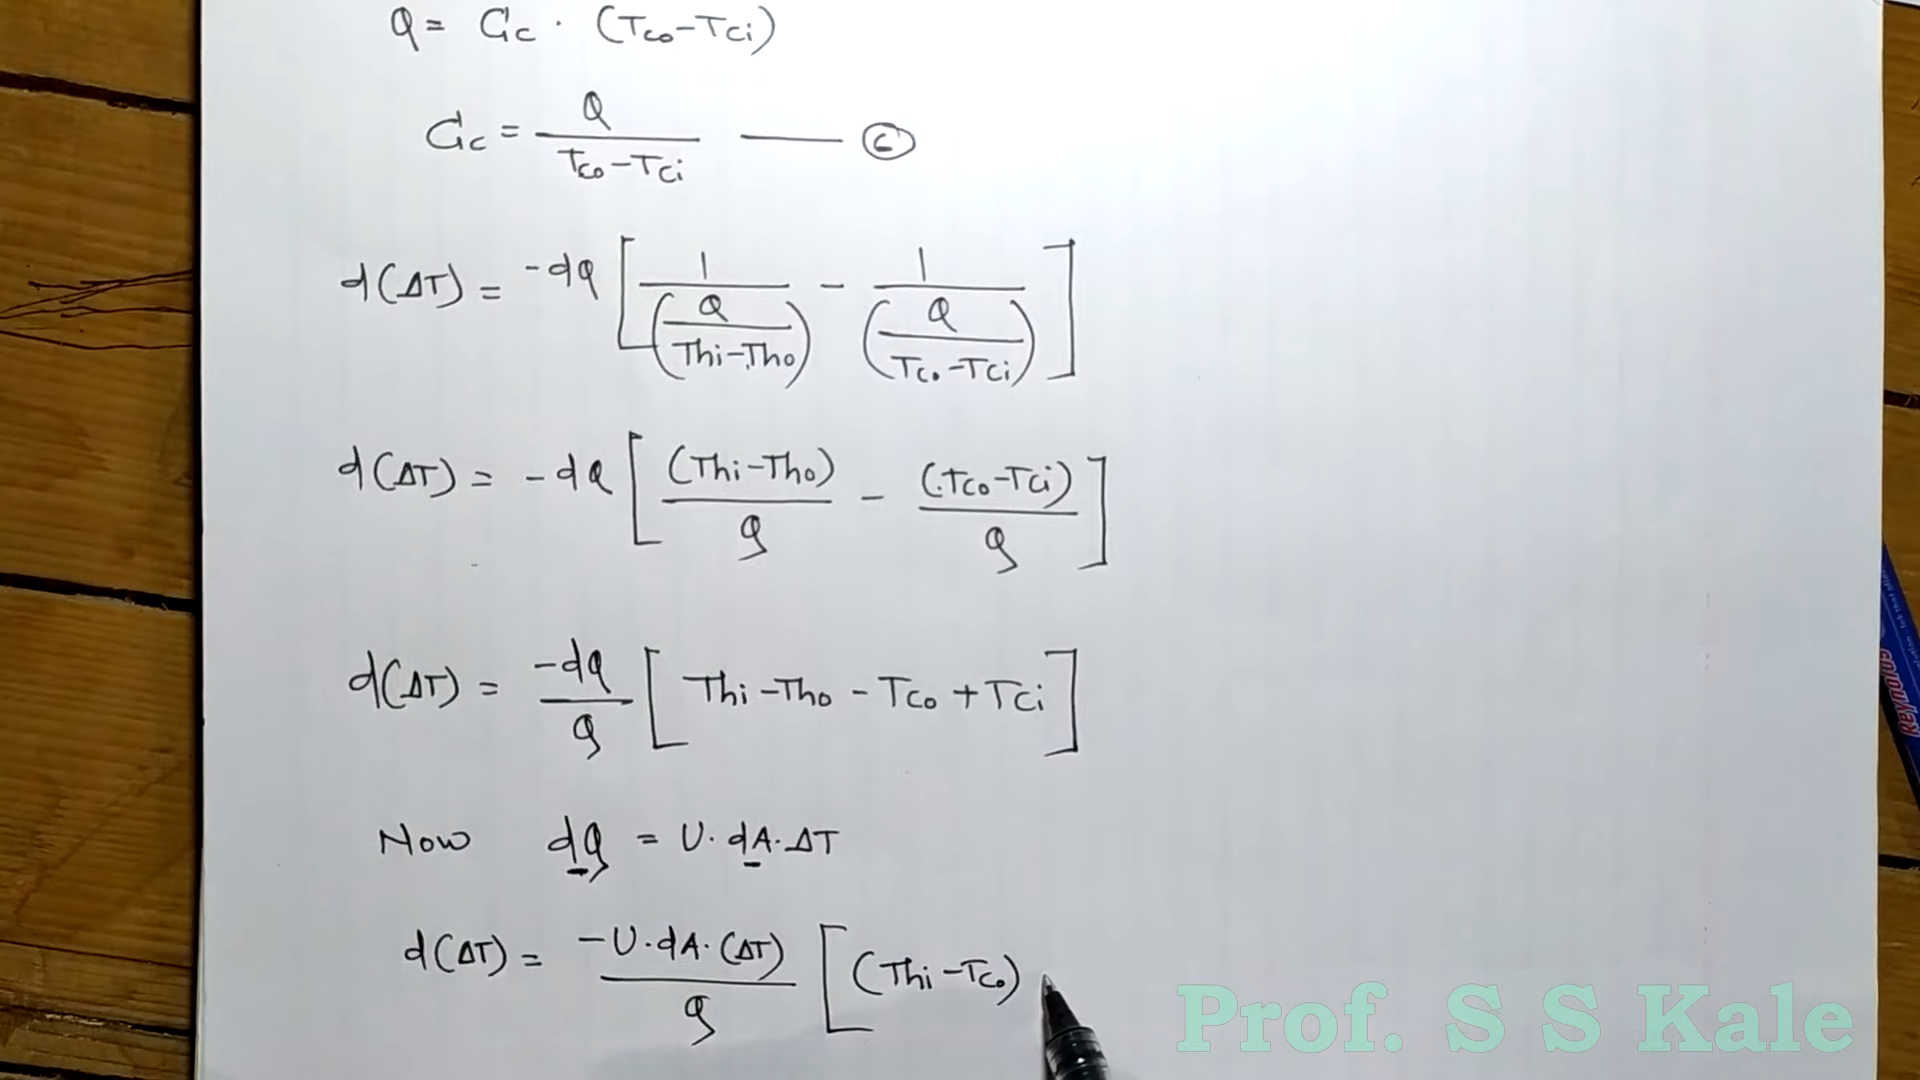 Q = Cc · (Tco-Tci)
Cc = Q / Tco-Tci —— 6
d(ΔT) = -dQ [ 1 / (Q / Thi-Tho) - 1 / (Q / Tco-Tci) ]
d(ΔT) = -dQ [ (Thi-Tho) / Q - (Tco-Tci) / Q ]
d(ΔT) = -dQ / Q [ Thi-Tho - Tco + Tci ]
Now dQ = U·dA·ΔT
d(ΔT) = -U·dA·(ΔT) / Q [ (Thi-Tco)
Prof. S S Kale
Reynolds